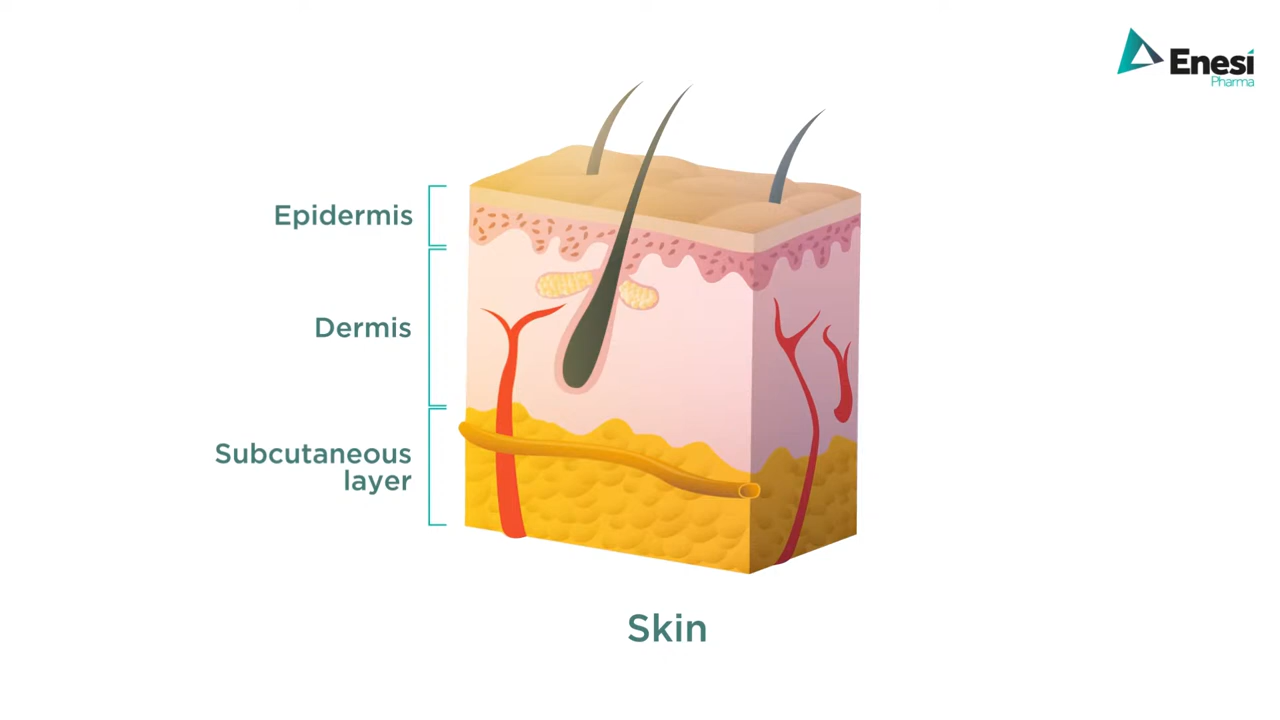 Enesi
Pharma
Epidermis
Dermis
Subcutaneous
layer
Skin